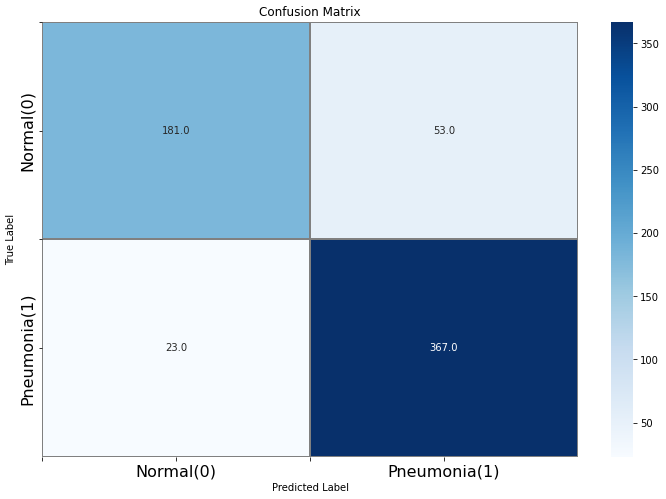 Confusion Matrix
True Label
Normal(0)
Pneumonia(1)
181.0
53.0
23.0
367.0
Normal(0)
Pneumonia(1)
Predicted Label
350
300
250
200
150
100
50